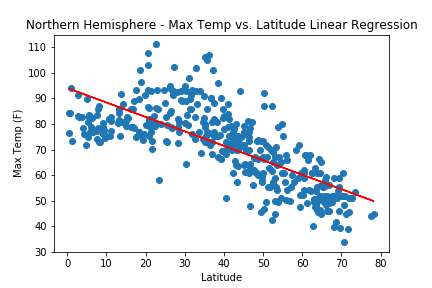 Northern Hemisphere - Max Temp vs. Latitude Linear Regression
110
100
90
80
70
60
50
40
30
Max Temp (F)
0 10 20 30 40 50 60 70 80
Latitude